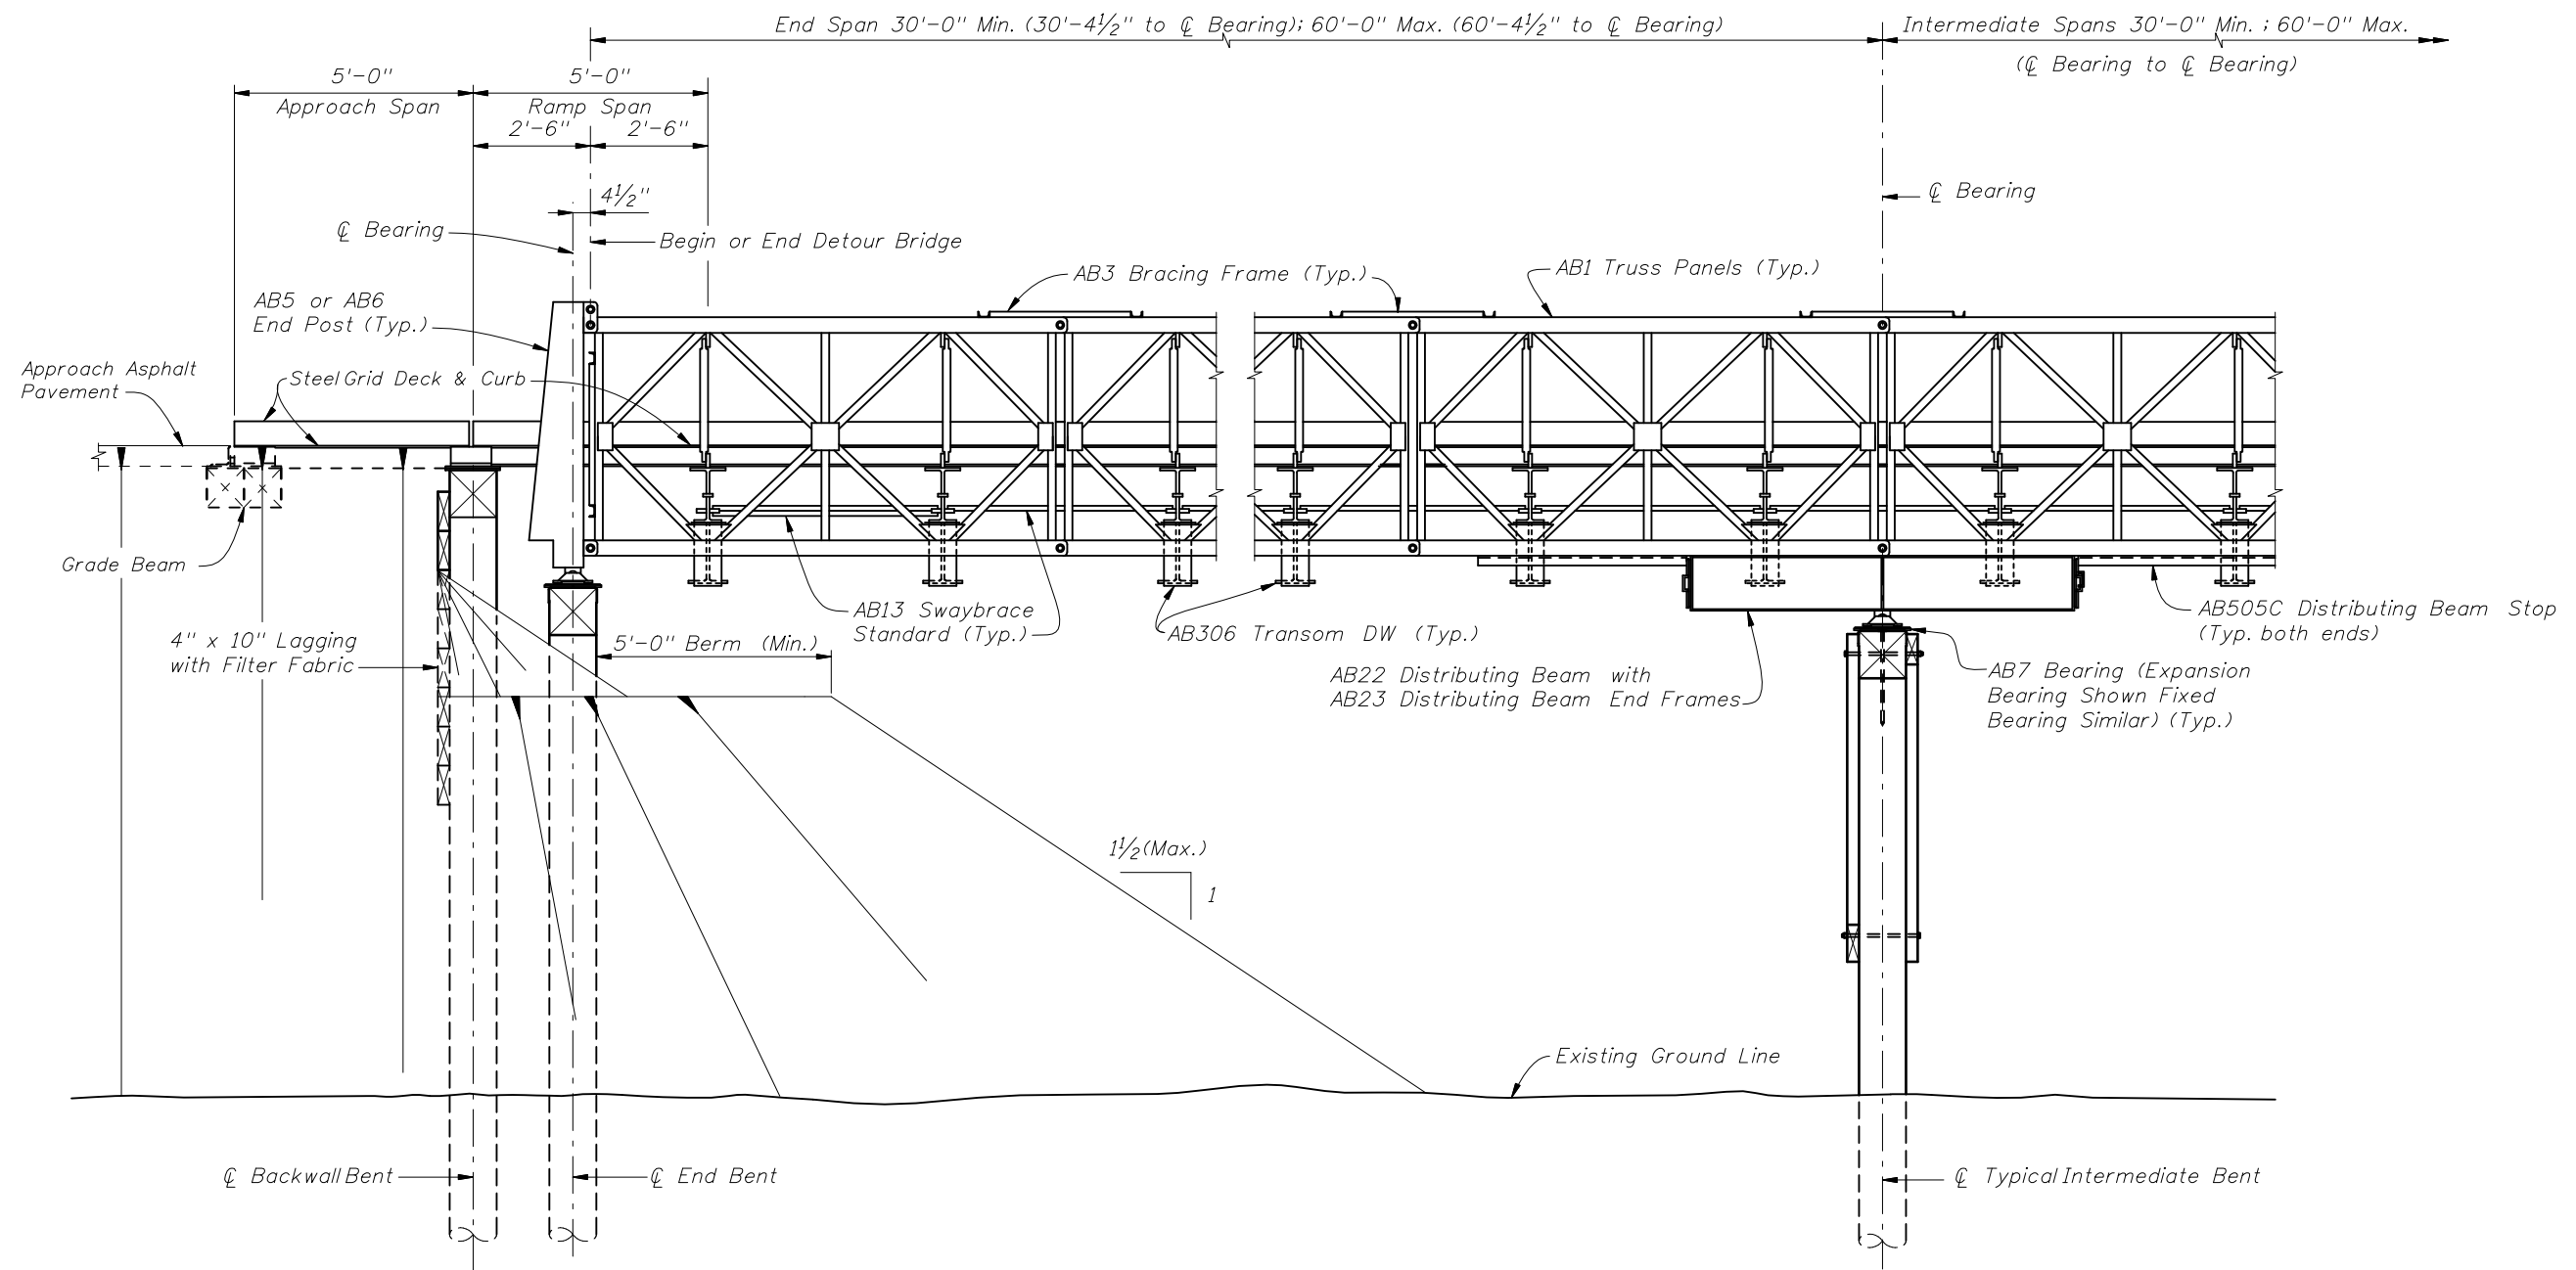 End Span 30'-0" Min. (30'-4½" to ℄ Bearing); 60'-0" Max. (60'-4½" to ℄ Bearing)
Intermediate Spans 30'-0" Min. ; 60'-0" Max.
(℄ Bearing to ℄ Bearing)
5'-0"
Approach Span
5'-0"
Ramp Span
2'-6"
2'-6"
4½"
℄ Bearing
℄ Bearing
Begin or End Detour Bridge
AB3 Bracing Frame (Typ.)
AB1 Truss Panels (Typ.)
AB5 or AB6
End Post (Typ.)
Approach Asphalt
Pavement
Steel Grid Deck & Curb
Grade Beam
4" x 10" Lagging
with Filter Fabric
AB13 Swaybrace
Standard (Typ.)
5'-0" Berm (Min.)
AB306 Transom DW (Typ.)
AB22 Distributing Beam with
AB23 Distributing Beam End Frames
AB505C Distributing Beam Stop
(Typ. both ends)
AB7 Bearing (Expansion
Bearing Shown Fixed
Bearing Similar) (Typ.)
1½(Max.)
1
Existing Ground Line
℄ Backwall Bent
℄ End Bent
℄ Typical Intermediate Bent